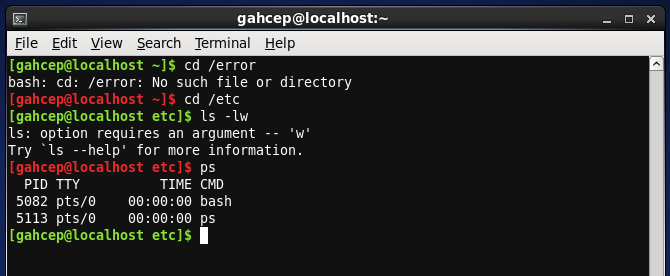 gahcep@localhost:~
File Edit View Search Terminal Help
[gahcep@localhost ~]$ cd /error
bash: cd: /error: No such file or directory
[gahcep@localhost ~]$ cd /etc
[gahcep@localhost etc]$ ls -lw
ls: option requires an argument -- 'w'
Try `ls --help' for more information.
[gahcep@localhost etc]$ ps
  PID TTY          TIME CMD
 5082 pts/0    00:00:00 bash
 5113 pts/0    00:00:00 ps
[gahcep@localhost etc]$